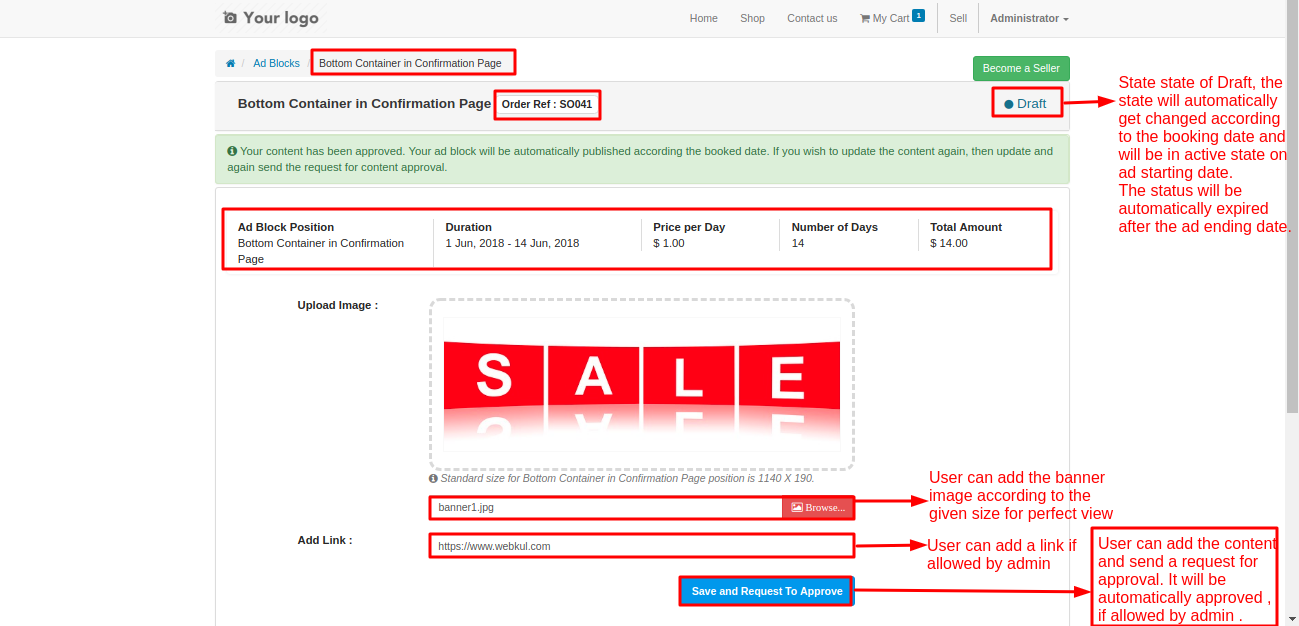 Your logo
Home
Shop
Contact us
My Cart 1
Sell
Administrator
/ Ad Blocks / Bottom Container in Confirmation Page
Become a Seller
Bottom Container in Confirmation Page
Order Ref : SO041
Draft
State state of Draft, the
state will automatically
get changed according
to the booking date and
will be in active state on
ad starting date.
The status will be
automatically expired
after the ad ending date.
Your content has been approved. Your ad block will be automatically published according the booked date. If you wish to update the content again, then update and
again send the request for content approval.
Ad Block Position
Bottom Container in Confirmation
Page
Duration
1 Jun, 2018 - 14 Jun, 2018
Price per Day
$ 1.00
Number of Days
14
Total Amount
$ 14.00
Upload Image :
SALE
Standard size for Bottom Container in Confirmation Page position is 1140 X 190.
banner1.jpg
Browse...
User can add the banner
image according to the
given size for perfect view
Add Link :
https://www.webkul.com
User can add a link if
allowed by admin
Save and Request To Approve
User can add the content
and send a request for
approval. It will be
automatically approved ,
if allowed by admin .